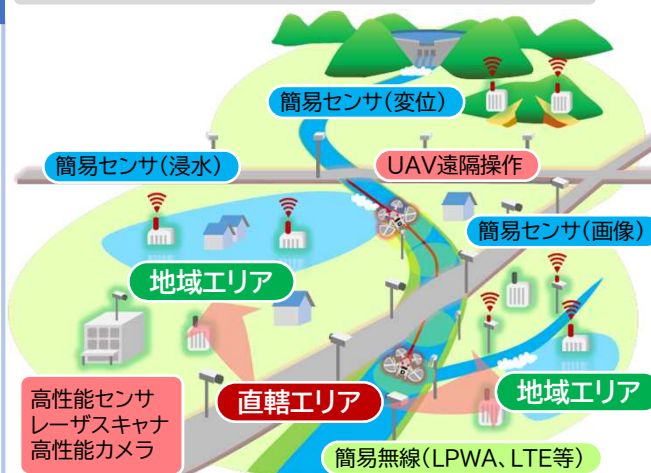 簡易センサ(変位)
簡易センサ(浸水)
UAV遠隔操作
簡易センサ(画像)
地域エリア
高性能センサ
レーザスキャナ
高性能カメラ
直轄エリア
地域エリア
簡易無線(LPWA、LTE等)